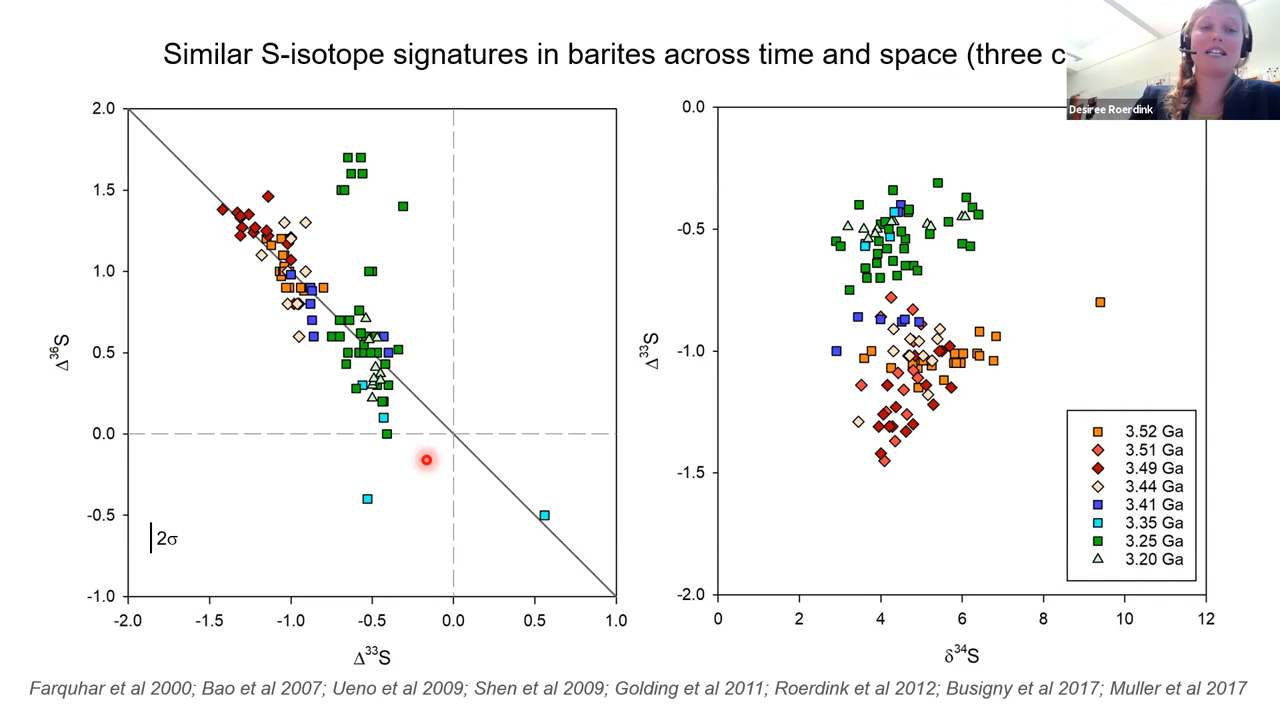 Similar S-isotope signatures in barites across time and space (three c
Desiree Roerdink
2.0
1.5
1.0
0.5
0.0
-0.5
-1.0
Δ³⁶S
2σ
-2.0 -1.5 -1.0 -0.5 0.0 0.5 1.0
Δ³³S
0.0
-0.5
-1.0
-1.5
-2.0
Δ³³S
3.52 Ga
3.51 Ga
3.49 Ga
3.44 Ga
3.41 Ga
3.35 Ga
3.25 Ga
3.20 Ga
0 2 4 6 8 10 12
δ³⁴S
Farquhar et al 2000; Bao et al 2007; Ueno et al 2009; Shen et al 2009; Golding et al 2011; Roerdink et al 2012; Busigny et al 2017; Muller et al 2017